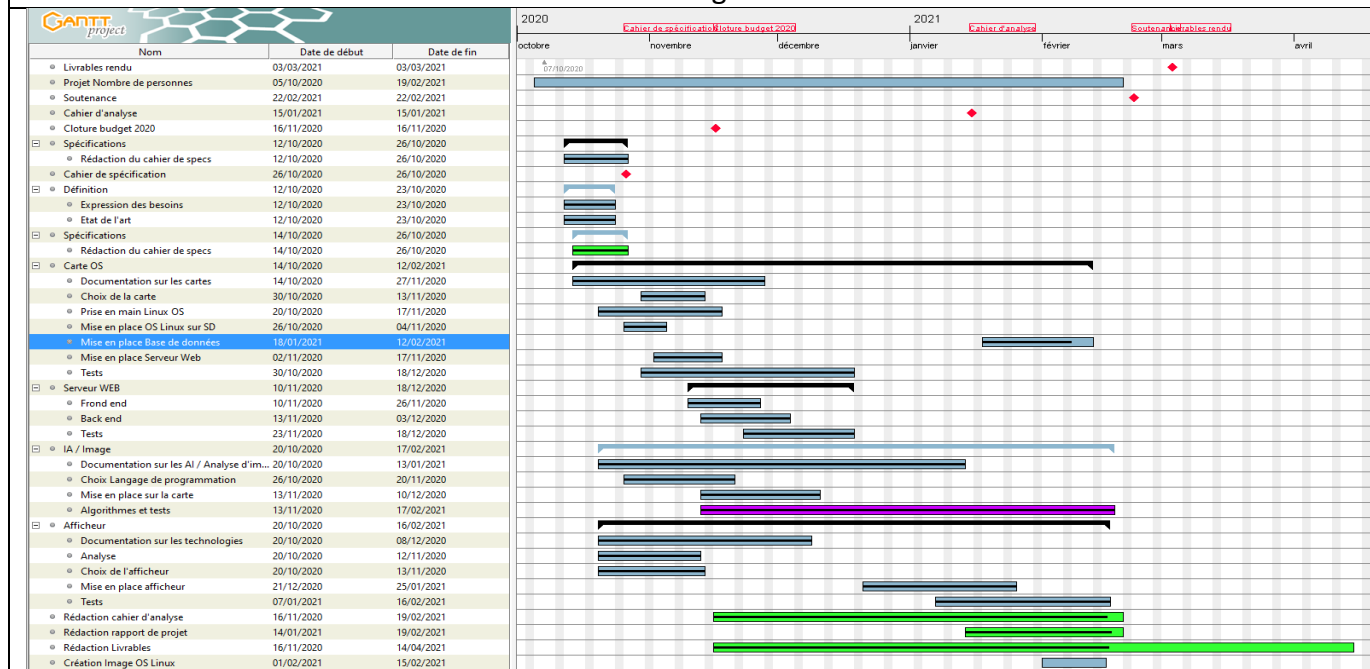 GANTT project
2020 2021
Cahier de spécification Cloture budget 2020 Cahier d'analyse Soutenance Livrables rendu
octobre novembre décembre janvier février mars avril
Nom Date de début Date de fin
07/10/2020
Livrables rendu 03/03/2021 03/03/2021
Projet Nombre de personnes 05/10/2020 19/02/2021
Soutenance 22/02/2021 22/02/2021
Cahier d'analyse 15/01/2021 15/01/2021
Cloture budget 2020 16/11/2020 16/11/2020
Spécifications 12/10/2020 26/10/2020
Rédaction du cahier de specs 12/10/2020 26/10/2020
Cahier de spécification 26/10/2020 26/10/2020
Définition 12/10/2020 23/10/2020
Expression des besoins 12/10/2020 23/10/2020
Etat de l'art 12/10/2020 23/10/2020
Spécifications 14/10/2020 26/10/2020
Rédaction du cahier de specs 14/10/2020 26/10/2020
Carte OS 14/10/2020 12/02/2021
Documentation sur les cartes 14/10/2020 27/11/2020
Choix de la carte 30/10/2020 13/11/2020
Prise en main Linux OS 20/10/2020 17/11/2020
Mise en place OS Linux sur SD 26/10/2020 04/11/2020
Mise en place Base de données 18/01/2021 12/02/2021
Mise en place Serveur Web 02/11/2020 17/11/2020
Tests 30/10/2020 18/12/2020
Serveur WEB 10/11/2020 18/12/2020
Frond end 10/11/2020 26/11/2020
Back end 13/11/2020 03/12/2020
Tests 23/11/2020 18/12/2020
IA / Image 20/10/2020 17/02/2021
Documentation sur les AI / Analyse d'im... 20/10/2020 13/01/2021
Choix Langage de programmation 26/10/2020 20/11/2020
Mise en place sur la carte 13/11/2020 10/12/2020
Algorithmes et tests 13/11/2020 17/02/2021
Afficheur 20/10/2020 16/02/2021
Documentation sur les technologies 20/10/2020 08/12/2020
Analyse 20/10/2020 12/11/2020
Choix de l'afficheur 20/10/2020 13/11/2020
Mise en place afficheur 21/12/2020 25/01/2021
Tests 07/01/2021 16/02/2021
Rédaction cahier d'analyse 16/11/2020 19/02/2021
Rédaction rapport de projet 14/01/2021 19/02/2021
Rédaction Livrables 16/11/2020 14/04/2021
Création Image OS Linux 01/02/2021 15/02/2021